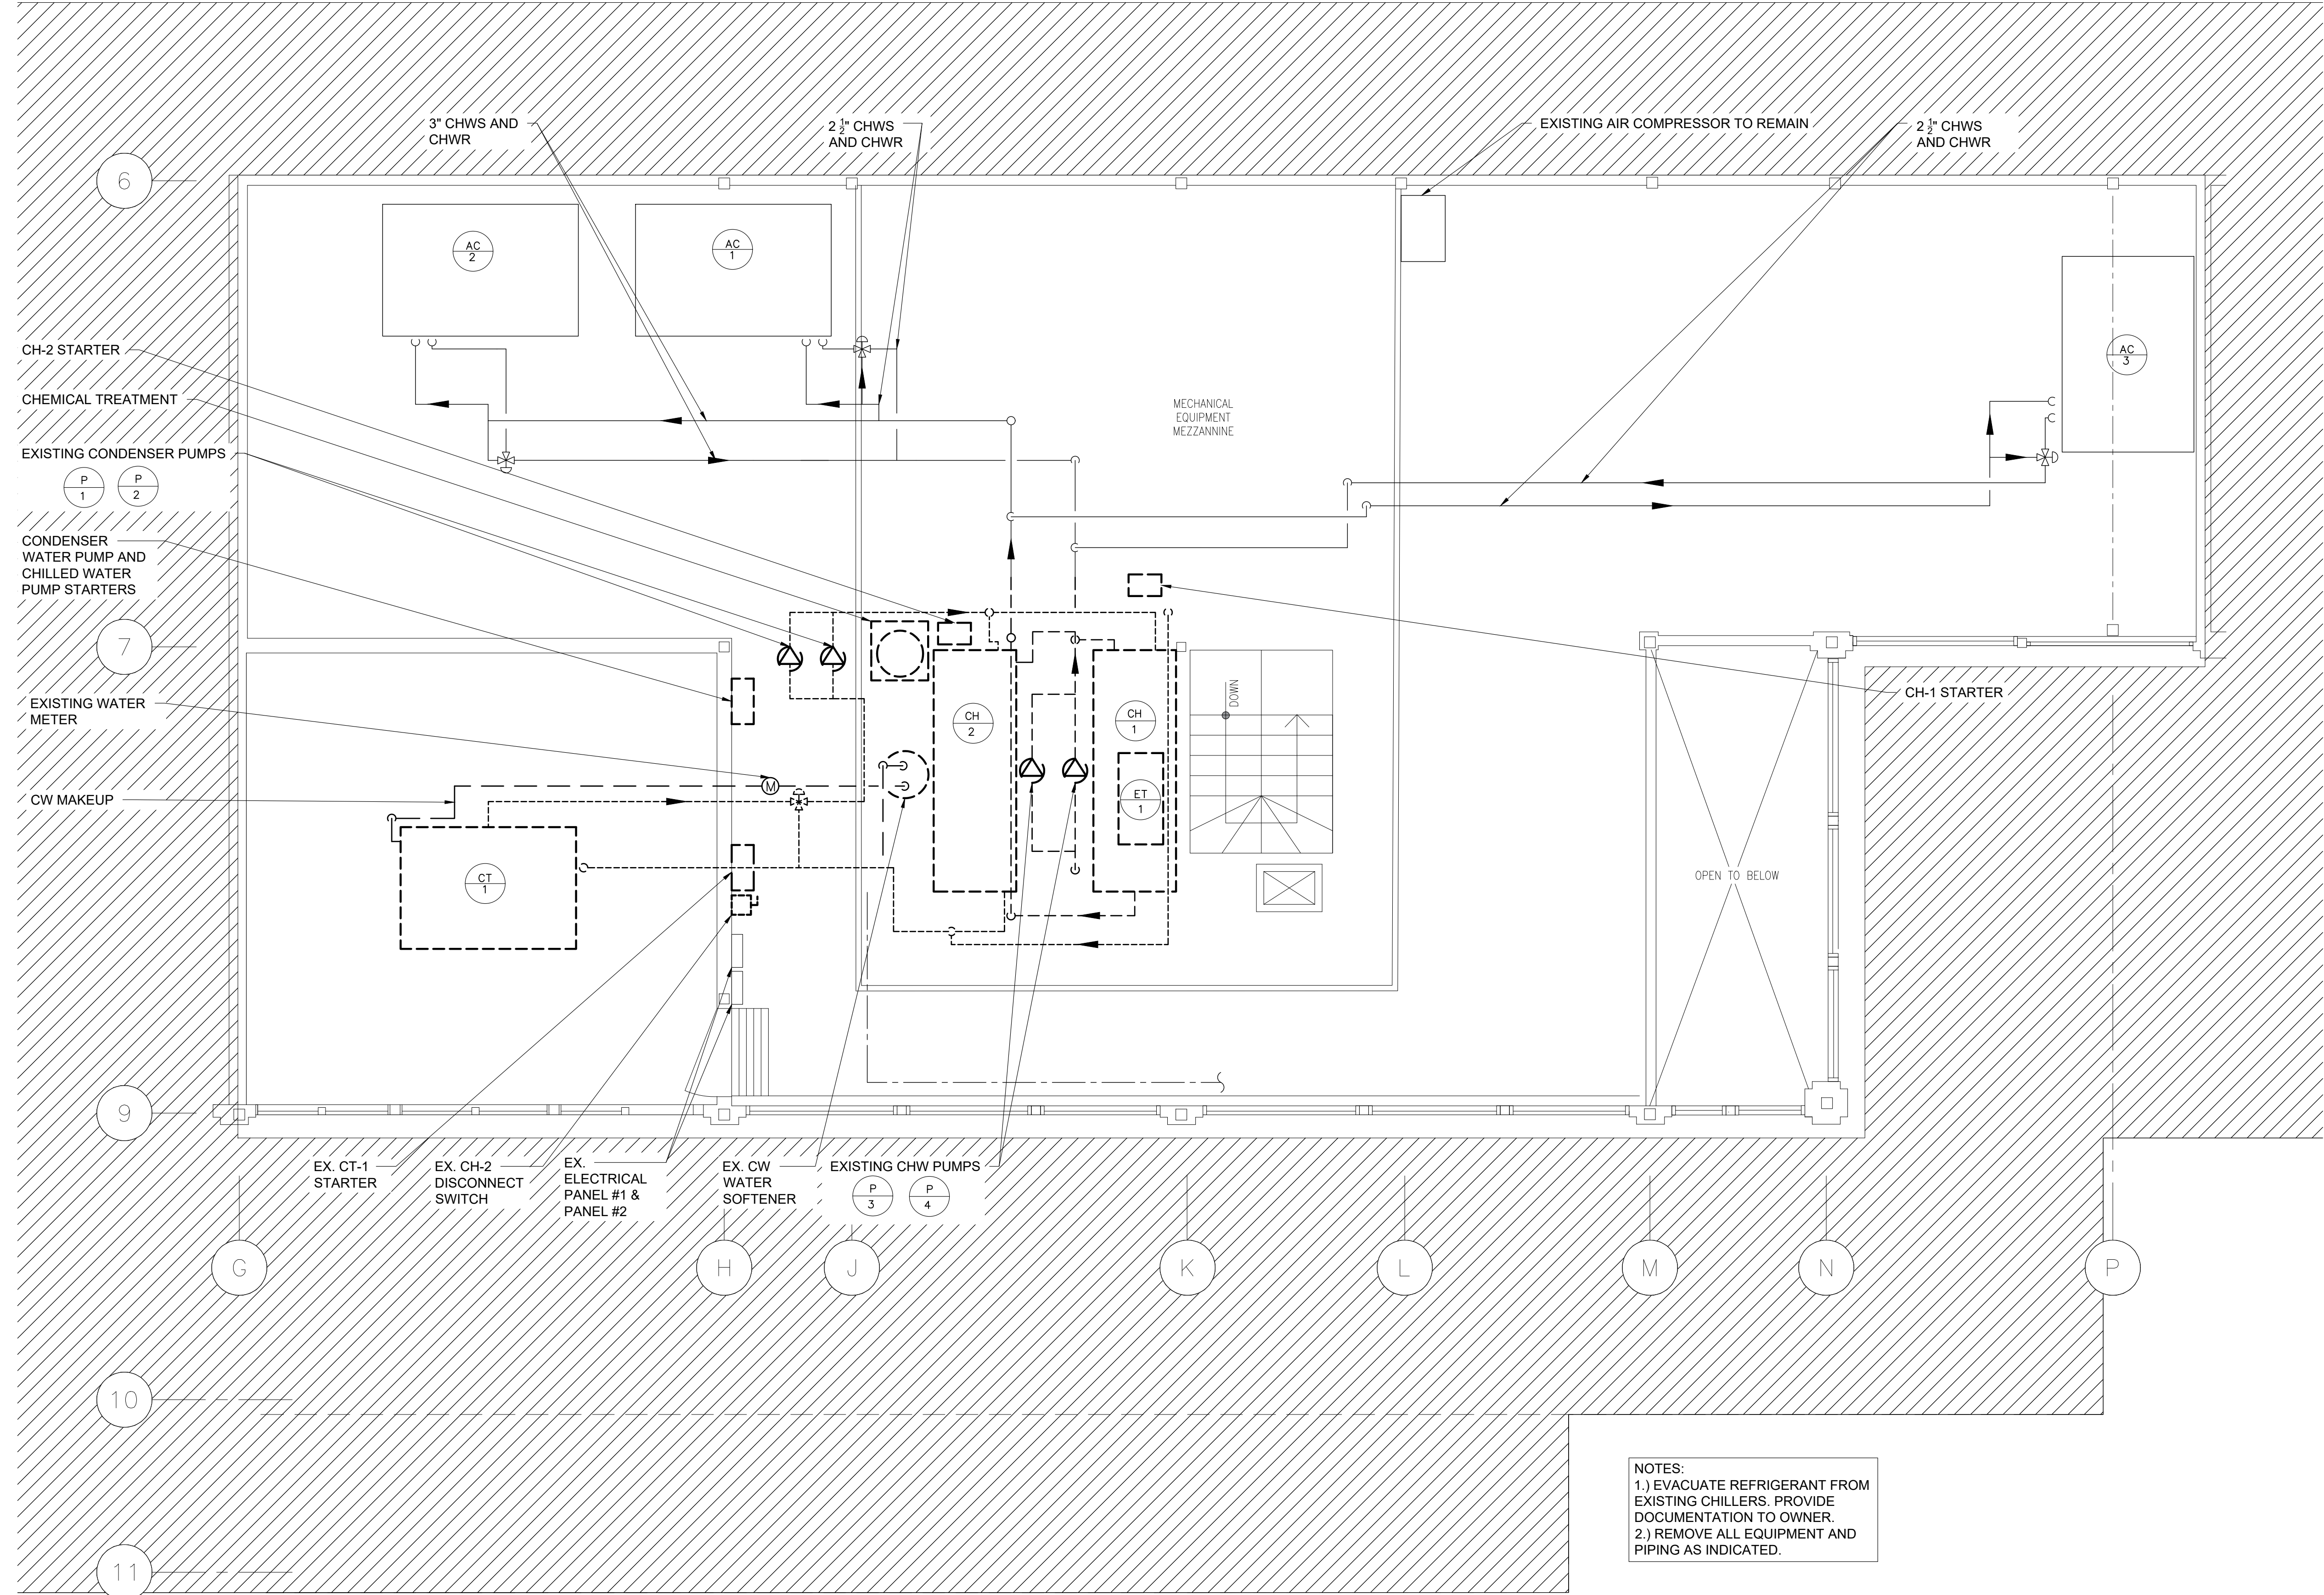 3" CHWS AND
CHWR
2 1/2" CHWS
AND CHWR
EXISTING AIR COMPRESSOR TO REMAIN
2 1/2" CHWS
AND CHWR
6
AC
2
AC
1
AC
3
CH-2 STARTER
CHEMICAL TREATMENT
MECHANICAL
EQUIPMENT
MEZZANNINE
EXISTING CONDENSER PUMPS
P
1
P
2
CONDENSER
WATER PUMP AND
CHILLED WATER
PUMP STARTERS
7
EXISTING WATER
METER
CW MAKEUP
M
CH
2
CH
1
ET
1
DOWN
CH-1 STARTER
CT
1
OPEN TO BELOW
9
EX. CT-1
STARTER
EX. CH-2
DISCONNECT
SWITCH
EX.
ELECTRICAL
PANEL #1 &
PANEL #2
EX. CW
WATER
SOFTENER
EXISTING CHW PUMPS
P
3
P
4
G
H
J
K
L
M
N
P
10
11
NOTES:
1.) EVACUATE REFRIGERANT FROM
EXISTING CHILLERS. PROVIDE
DOCUMENTATION TO OWNER.
2.) REMOVE ALL EQUIPMENT AND
PIPING AS INDICATED.